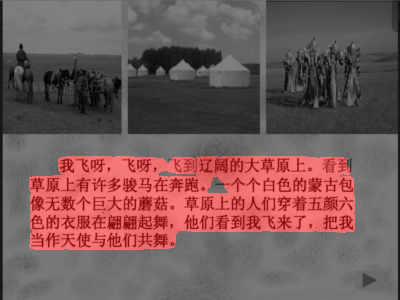 我飞呀，飞呀，飞到辽阔的大草原上。看到
草原上有许多骏马在奔跑。一个个白色的蒙古包
像无数个巨大的蘑菇。草原上的人们穿着五颜六
色的衣服在翩翩起舞，他们看到我飞来了，把我
当作天使与他们共舞。